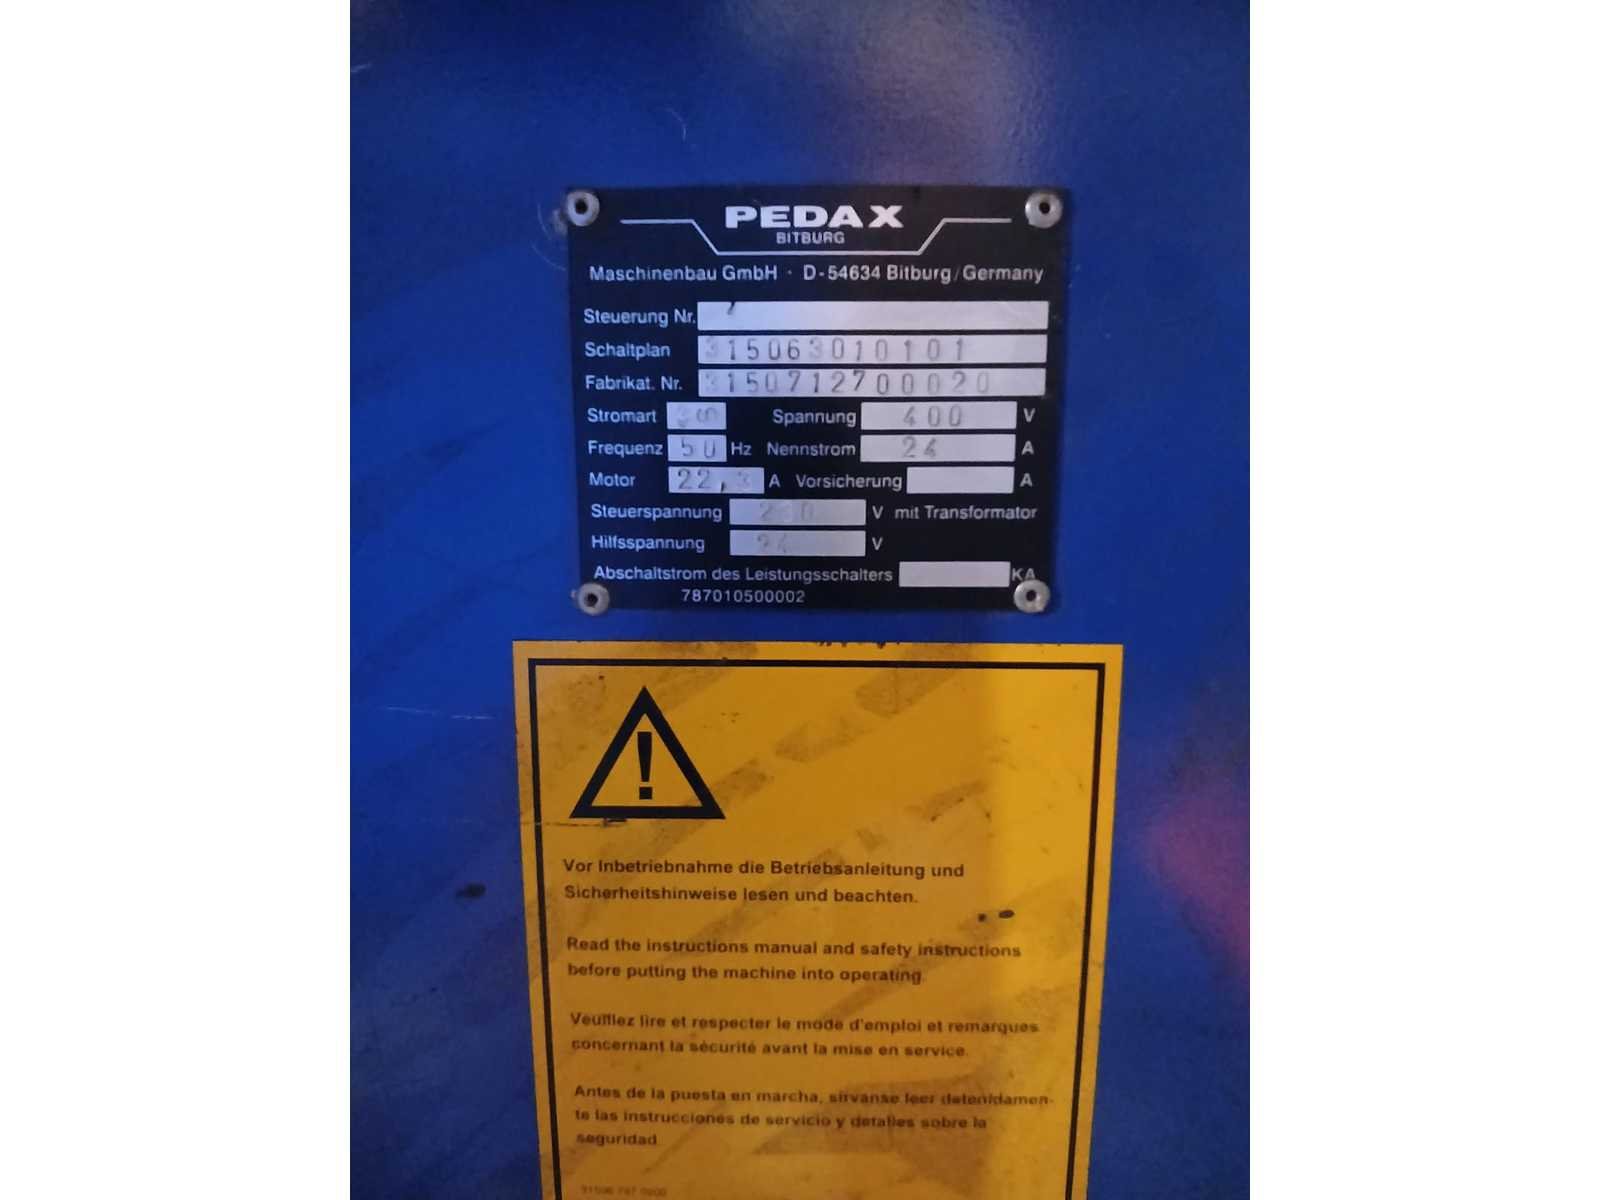 PEDAX
BITBURG
Maschinenbau GmbH · D-54634 Bitburg/Germany
Steuerung Nr.
Schaltplan 315063010101
Fabrikat. Nr. 3150712700020
Stromart Spannung 400 V
Frequenz 50 Hz Nennstrom 24 A
Motor 22,3 A Vorsicherung A
Steuerspannung V mit Transformator
Hilfsspannung 24 V
Abschaltstrom des Leistungsschalters KA
787010500002
!
Vor Inbetriebnahme die Betriebsanleitung und
Sicherheitshinweise lesen und beachten.
Read the instructions manual and safety instructions
before putting the machine into operating.
Veuillez lire et respecter le mode d'emploi et remarques
concernant la sécurité avant la mise en service.
Antes de la puesta en marcha, sirvanse leer detenidamen-
te las instrucciones de servicio y detalles sobre la
seguridad